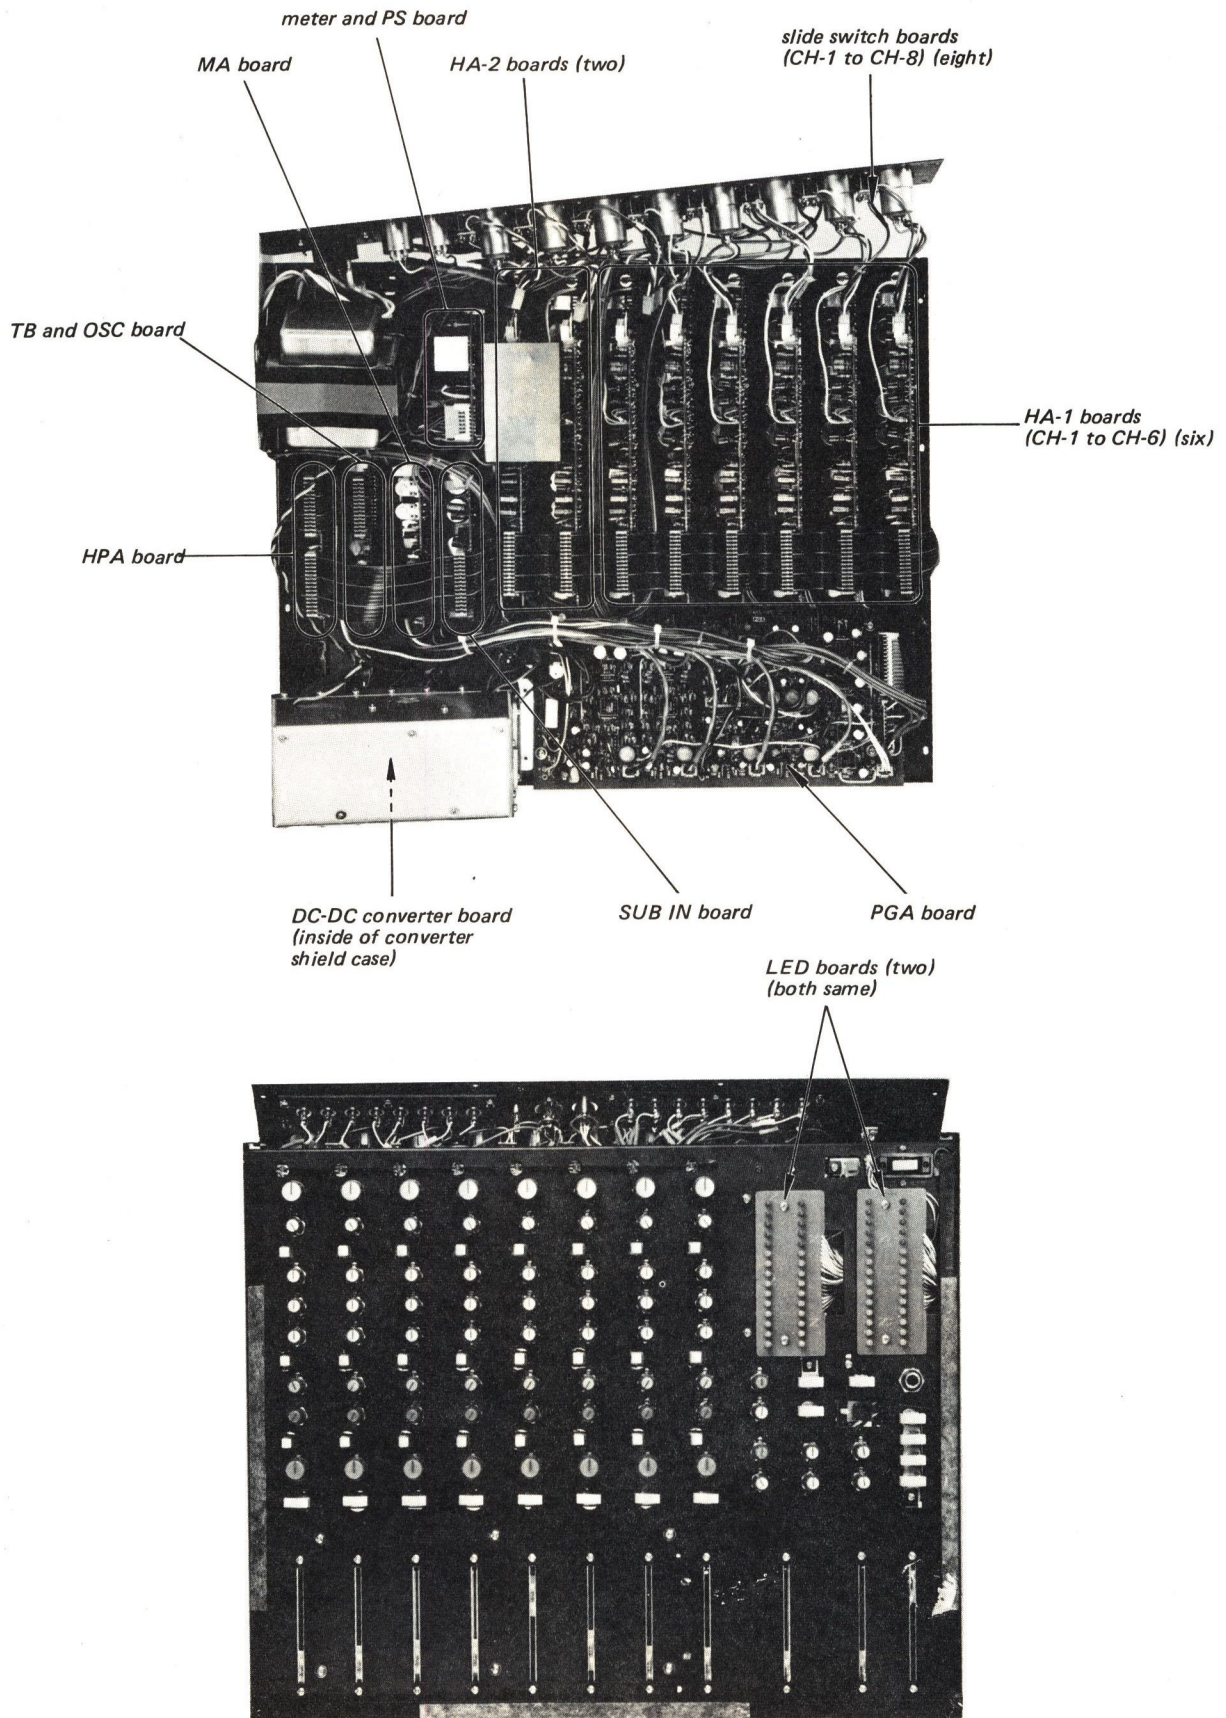 meter and PS board
slide switch boards
(CH-1 to CH-8) (eight)
MA board
HA-2 boards (two)
TB and OSC board
HA-1 boards
(CH-1 to CH-6) (six)
HPA board
DC-DC converter board
(inside of converter
shield case)
SUB IN board
PGA board
LED boards (two)
(both same)